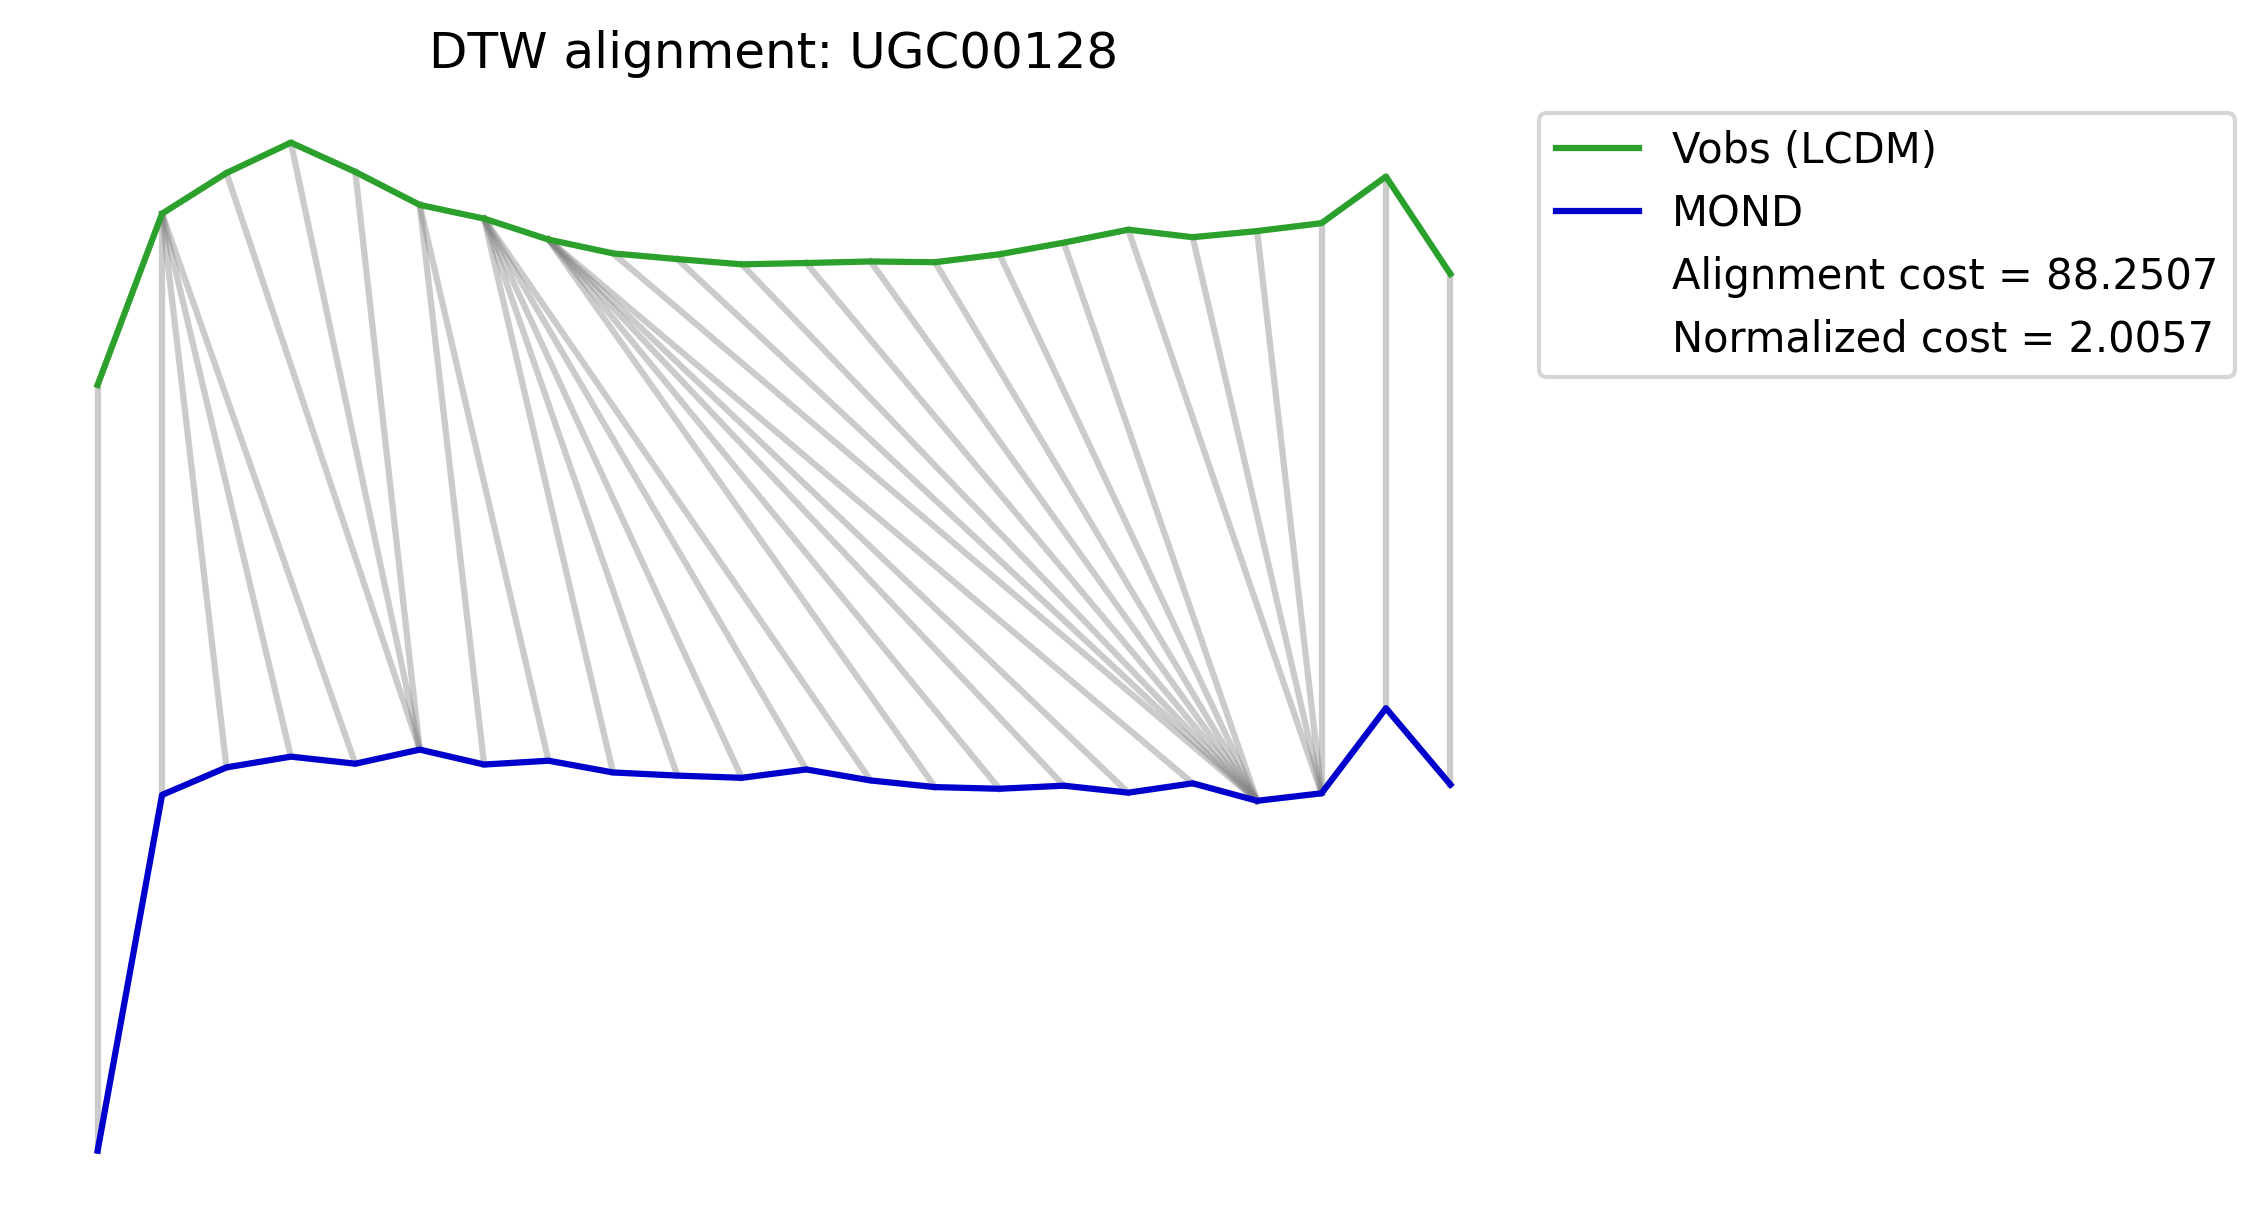 DTW alignment: UGC00128
Vobs (LCDM)
MOND
Alignment cost = 88.2507
Normalized cost = 2.0057